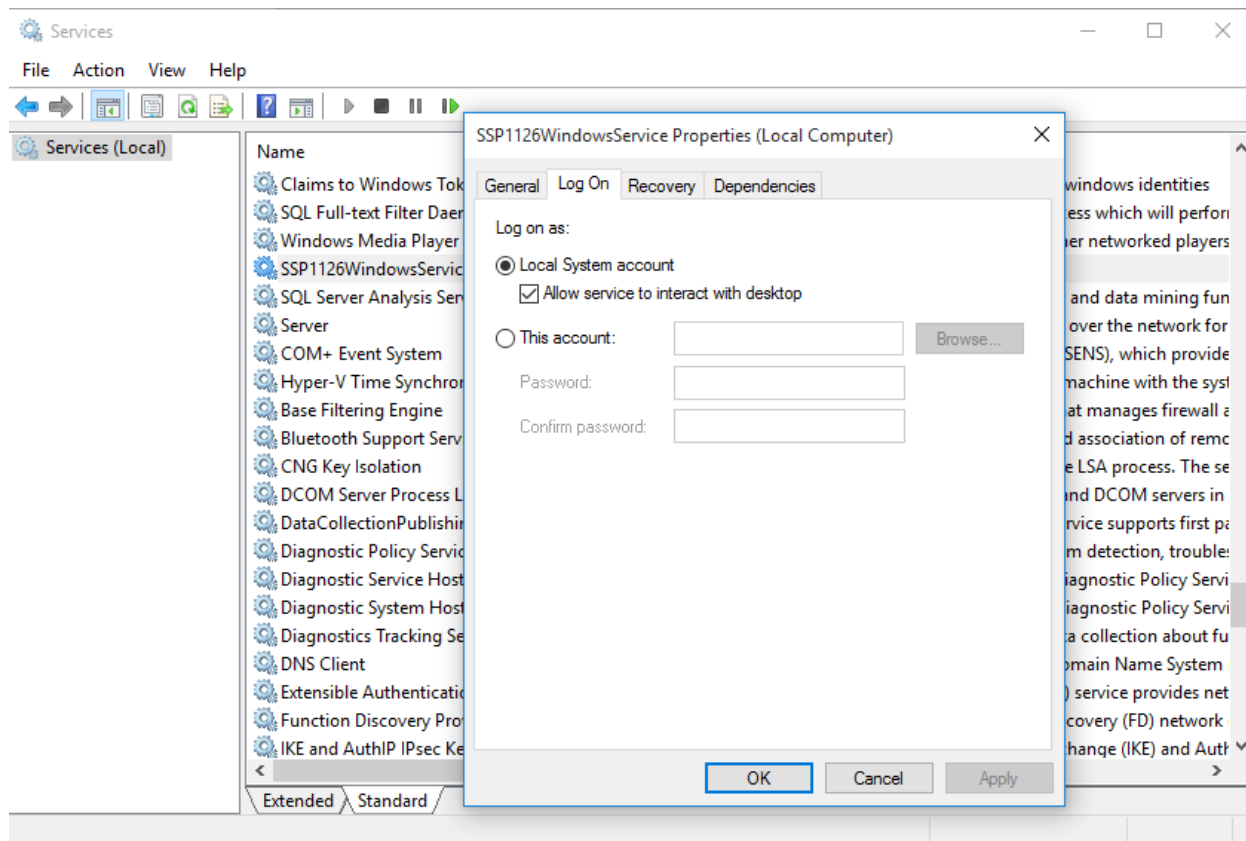 Services
File Action View Help
Services (Local)
Name
Claims to Windows Tok
SQL Full-text Filter Daer
Windows Media Player
SSP1126WindowsServic
SQL Server Analysis Ser
Server
COM+ Event System
Hyper-V Time Synchror
Base Filtering Engine
Bluetooth Support Serv
CNG Key Isolation
DCOM Server Process L
DataCollectionPublishir
Diagnostic Policy Servic
Diagnostic Service Host
Diagnostic System Host
Diagnostics Tracking Se
DNS Client
Extensible Authenticatic
Function Discovery Pro
IKE and AuthIP IPsec Ke
Extended Standard
SSP1126WindowsService Properties (Local Computer)
General Log On Recovery Dependencies
Log on as:
Local System account
Allow service to interact with desktop
This account:
Browse...
Password:
Confirm password:
OK Cancel Apply
windows identities
cess which will perforr
her networked players
and data mining fun
over the network for
SENS), which provide
machine with the syst
at manages firewall a
d association of remo
e LSA process. The se
and DCOM servers in
rvice supports first pa
m detection, troubles
iagnostic Policy Servi
iagnostic Policy Servi
a collection about fu
omain Name System
) service provides net
covery (FD) network
hange (IKE) and Auth